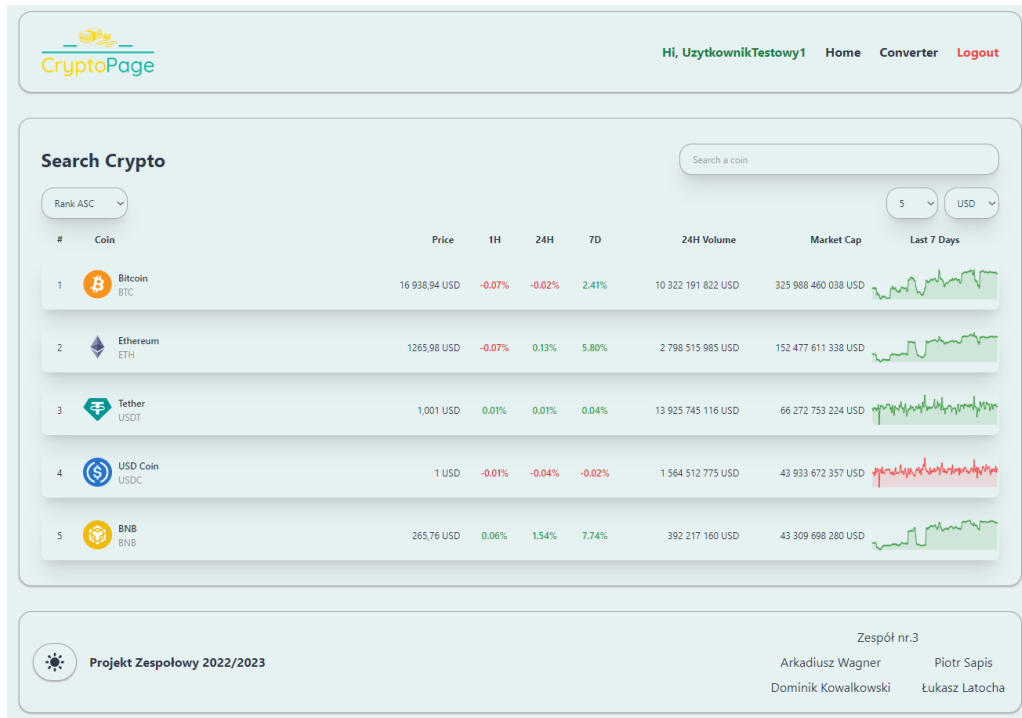 CryptoPage
Hi, UzytkownikTestowy1 Home Converter Logout
Search Crypto
Search a coin
Rank ASC 5 USD
# Coin Price 1H 24H 7D 24H Volume Market Cap Last 7 Days
1 Bitcoin BTC 16 938,94 USD -0.07% -0.02% 2.41% 10 322 191 822 USD 325 988 460 038 USD
2 Ethereum ETH 1265,98 USD -0.07% 0.13% 5.80% 2 798 515 985 USD 152 477 611 338 USD
3 Tether USDT 1,001 USD 0.01% 0.01% 0.04% 13 925 745 116 USD 66 272 753 224 USD
4 USD Coin USDC 1 USD -0.01% -0.04% -0.02% 1 564 512 775 USD 43 933 672 357 USD
5 BNB BNB 265,76 USD 0.06% 1.54% 7.74% 392 217 160 USD 43 309 698 280 USD
Projekt Zespołowy 2022/2023
Zespół nr.3
Arkadiusz Wagner Piotr Sapis
Dominik Kowalkowski Łukasz Latocha